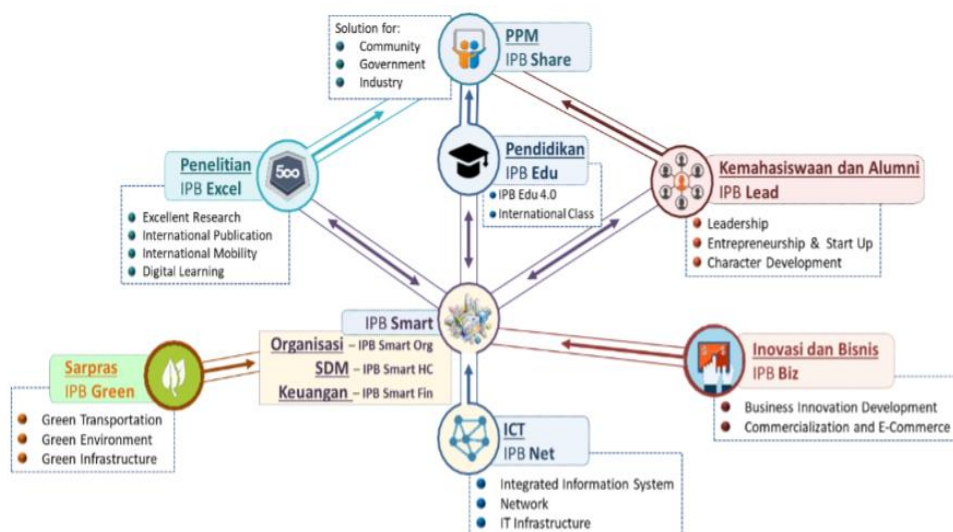 Solution for:
Community
Government
Industry
PPM
IPB Share
Penelitian
IPB Excel
500
Excellent Research
International Publication
International Mobility
Digital Learning
Pendidikan
IPB Edu
IPB Edu 4.0
International Class
Kemahasiswaan dan Alumni
IPB Lead
Leadership
Entrepreneurship & Start Up
Character Development
IPB Smart
Organisasi – IPB Smart Org
SDM – IPB Smart HC
Keuangan – IPB Smart Fin
Sarpras
IPB Green
Green Transportation
Green Environment
Green Infrastructure
Inovasi dan Bisnis
IPB Biz
Business Innovation Development
Commercialization and E-Commerce
ICT
IPB Net
Integrated Information System
Network
IT Infrastructure